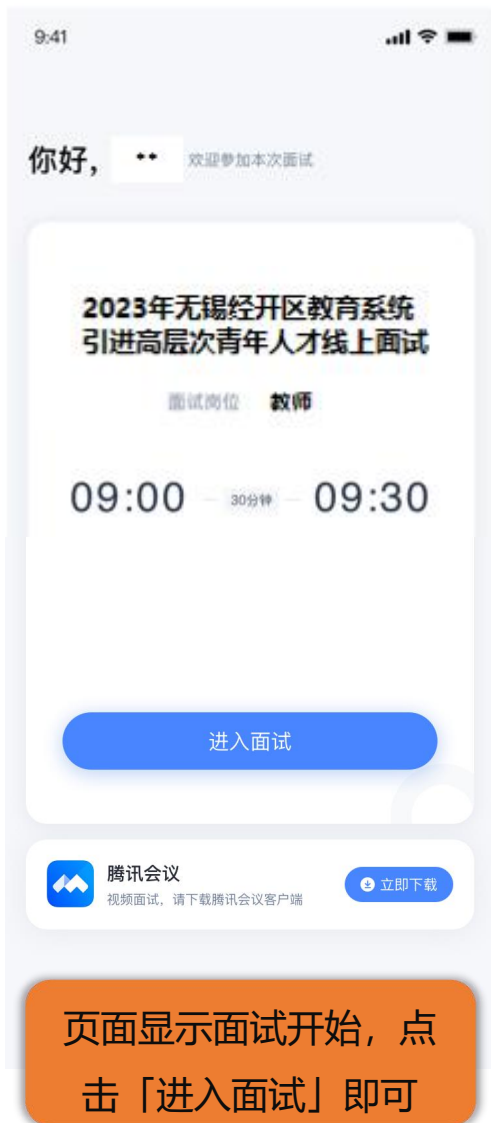 9:41
你好， ** 欢迎参加本次面试
2023年无锡经开区教育系统
引进高层次青年人才线上面试
面试岗位 教师
09:00 – 30分钟 – 09:30
进入面试
腾讯会议
视频面试，请下载腾讯会议客户端
立即下载
页面显示面试开始，点
击「进入面试」即可